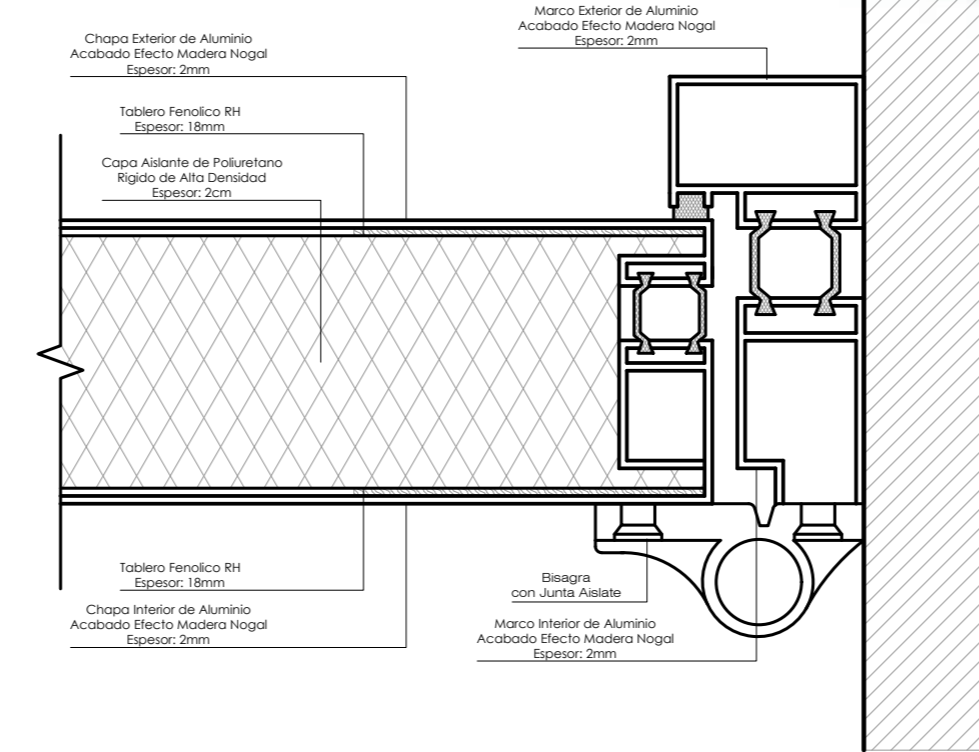 Marco Exterior de Aluminio
Acabado Efecto Madera Nogal
Espesor: 2mm
Chapa Exterior de Aluminio
Acabado Efecto Madera Nogal
Espesor: 2mm
Tablero Fenolico RH
Espesor: 18mm
Capa Aislante de Poliuretano
Rigido de Alta Densidad
Espesor: 2cm
Tablero Fenolico RH
Espesor: 18mm
Chapa Interior de Aluminio
Acabado Efecto Madera Nogal
Espesor: 2mm
Bisagra
con Junta Aislate
Marco Interior de Aluminio
Acabado Efecto Madera Nogal
Espesor: 2mm